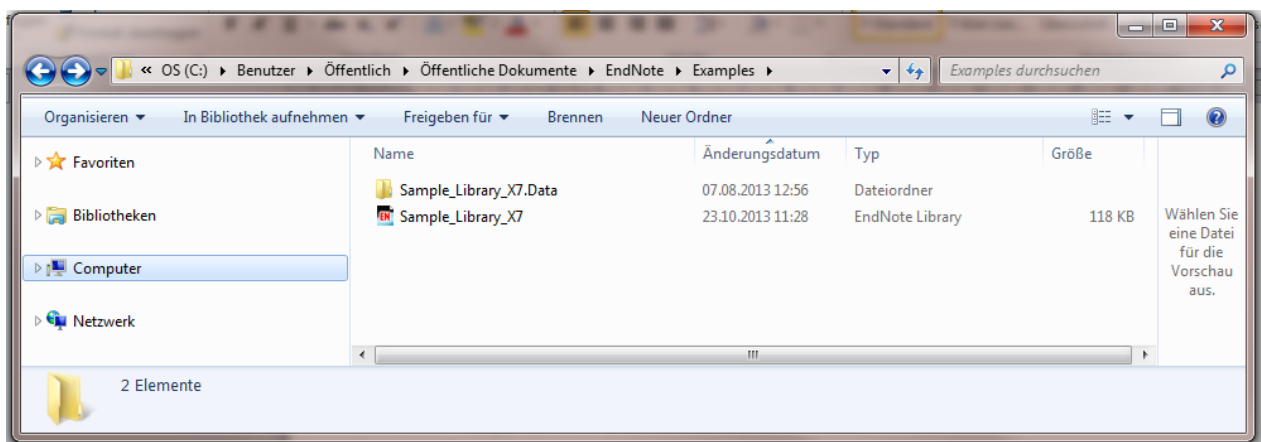 « OS (C:) Benutzer Öffentlich Öffentliche Dokumente EndNote Examples Examples durchsuchen
Organisieren In Bibliothek aufnehmen Freigeben für Brennen Neuer Ordner
Name Änderungsdatum Typ Größe
Favoriten
Sample_Library_X7.Data 07.08.2013 12:56 Dateiordner
Bibliotheken
EN Sample_Library_X7 23.10.2013 11:28 EndNote Library 118 KB
Computer
Netzwerk
Wählen Sie
eine Datei
für die
Vorschau
aus.
2 Elemente